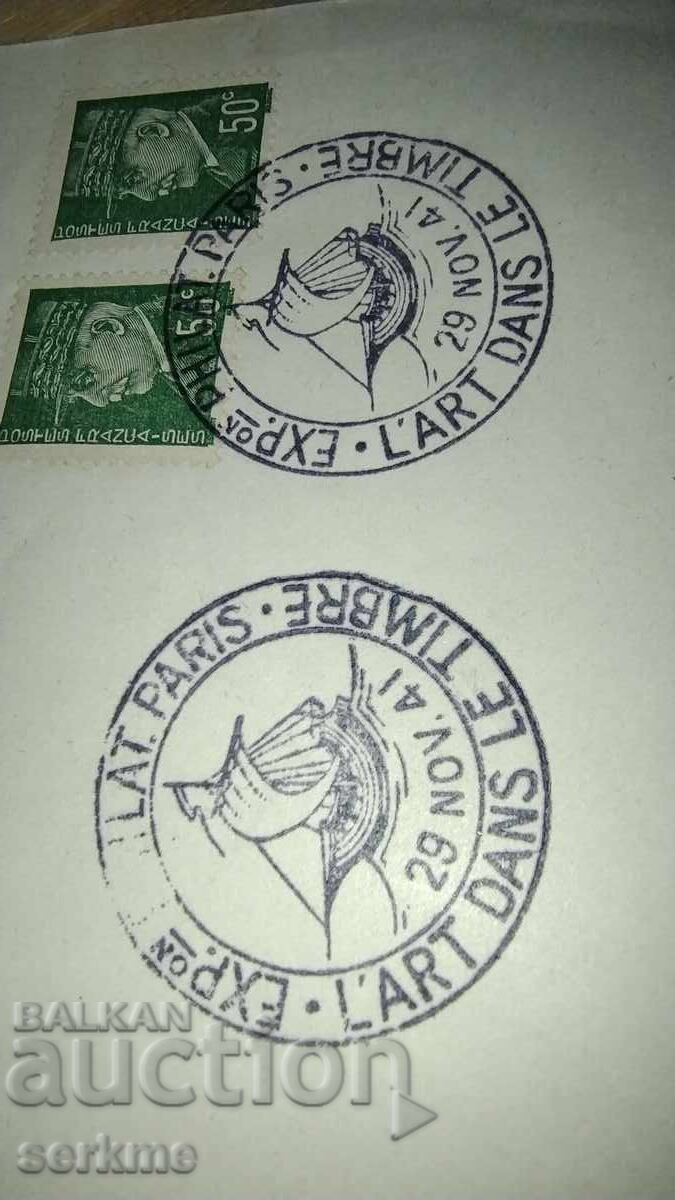 50c
POSTES FRANÇAISES
50c
POSTES FRANÇAISES
EXPON PHILAT. PARIS · L'ART DANS LE TIMBRE ·
29 NOV. 41
EXPON LAT. PARIS · L'ART DANS LE TIMBRE ·
29 NOV. 41
BALKAN
auction
serkme